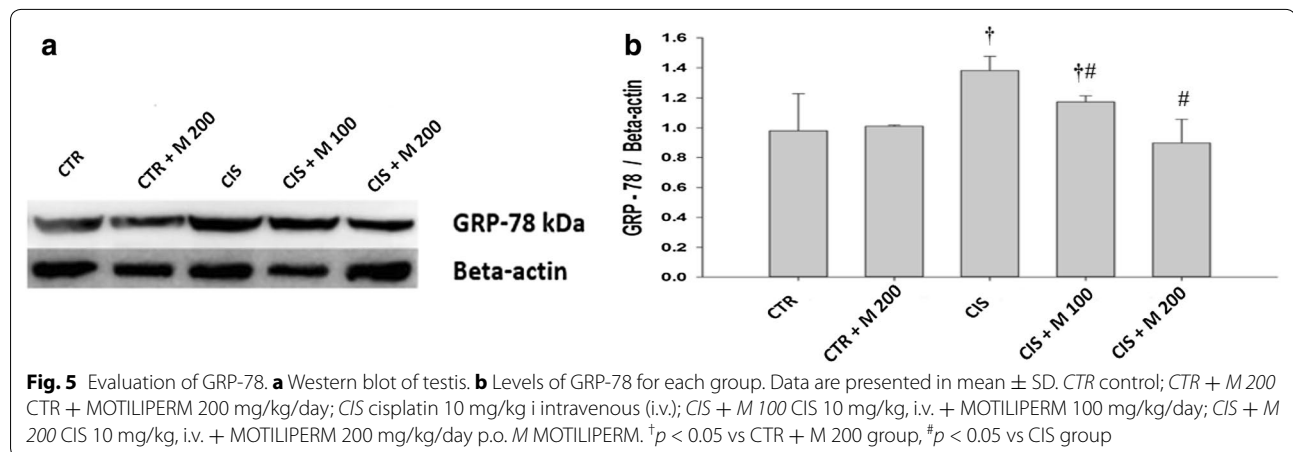 a
CTR
CTR + M 200
CIS
CIS + M 100
CIS + M 200
GRP-78 kDa
Beta-actin
b
GRP - 78 / Beta-actin
1.6
1.4
1.2
1.0
0.8
0.6
0.4
0.2
0.0
†
†#
#
CTR
CTR + M 200
CIS
CIS + M 100
CIS + M 200
Fig. 5 Evaluation of GRP-78. a Western blot of testis. b Levels of GRP-78 for each group. Data are presented in mean ± SD. CTR control; CTR + M 200
CTR + MOTILIPERM 200 mg/kg/day; CIS cisplatin 10 mg/kg i intravenous (i.v.); CIS + M 100 CIS 10 mg/kg, i.v. + MOTILIPERM 100 mg/kg/day; CIS + M
200 CIS 10 mg/kg, i.v. + MOTILIPERM 200 mg/kg/day p.o. M MOTILIPERM. †p < 0.05 vs CTR + M 200 group, #p < 0.05 vs CIS group